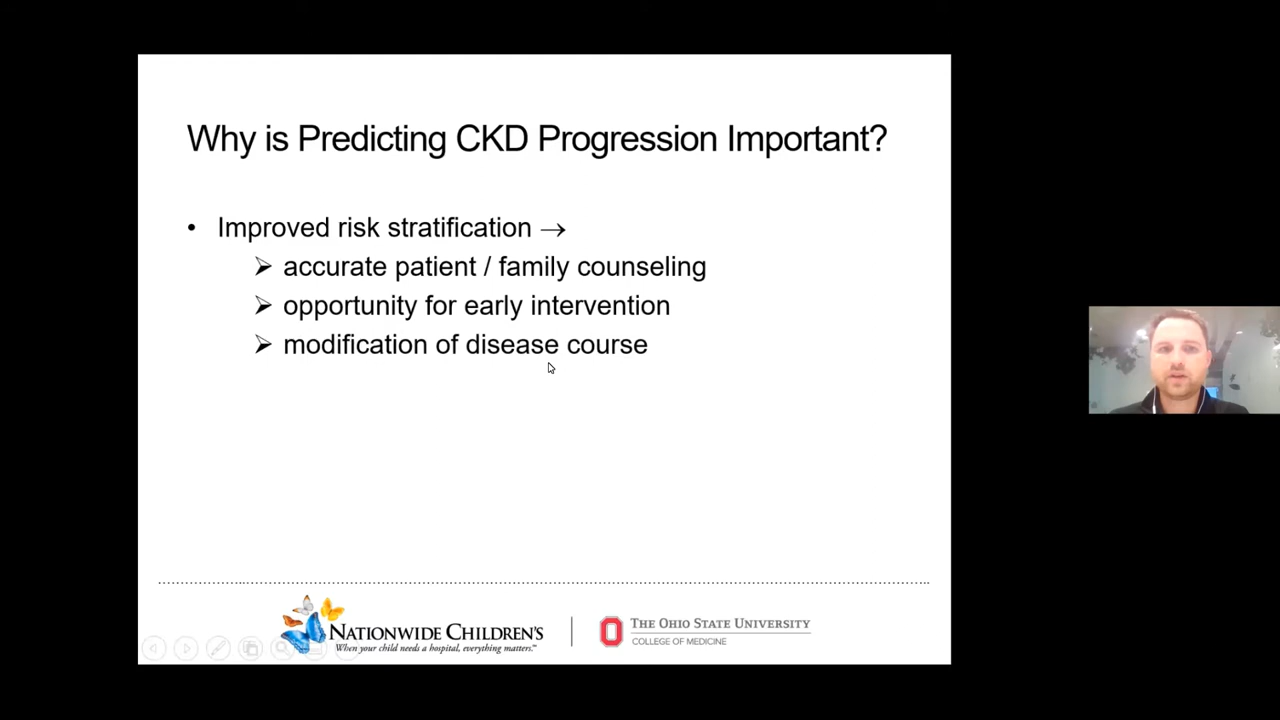 Why is Predicting CKD Progression Important?
• Improved risk stratification →
➢ accurate patient / family counseling
➢ opportunity for early intervention
➢ modification of disease course
NATIONWIDE CHILDREN'S
When your child needs a hospital, everything matters.™
THE OHIO STATE UNIVERSITY
COLLEGE OF MEDICINE